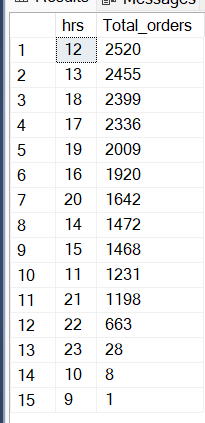 Results Messages
hrs Total_orders
1 12 2520
2 13 2455
3 18 2399
4 17 2336
5 19 2009
6 16 1920
7 20 1642
8 14 1472
9 15 1468
10 11 1231
11 21 1198
12 22 663
13 23 28
14 10 8
15 9 1